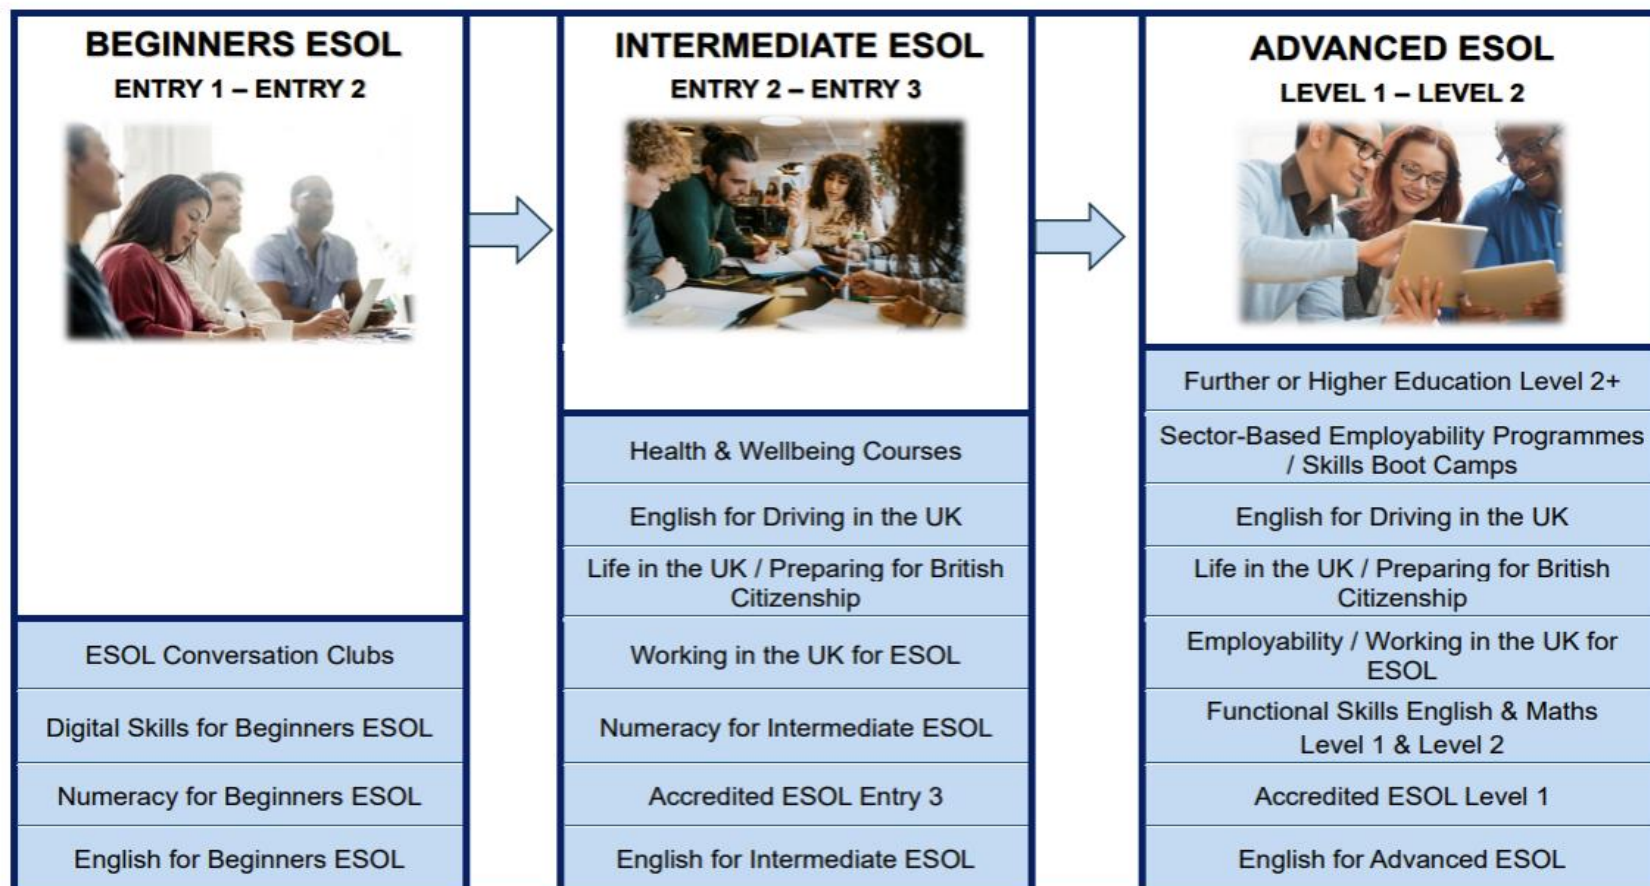 BEGINNERS ESOL
ENTRY 1 – ENTRY 2
ESOL Conversation Clubs
Digital Skills for Beginners ESOL
Numeracy for Beginners ESOL
English for Beginners ESOL
INTERMEDIATE ESOL
ENTRY 2 – ENTRY 3
Health & Wellbeing Courses
English for Driving in the UK
Life in the UK / Preparing for British
Citizenship
Working in the UK for ESOL
Numeracy for Intermediate ESOL
Accredited ESOL Entry 3
English for Intermediate ESOL
ADVANCED ESOL
LEVEL 1 – LEVEL 2
Further or Higher Education Level 2+
Sector-Based Employability Programmes
/ Skills Boot Camps
English for Driving in the UK
Life in the UK / Preparing for British
Citizenship
Employability / Working in the UK for
ESOL
Functional Skills English & Maths
Level 1 & Level 2
Accredited ESOL Level 1
English for Advanced ESOL